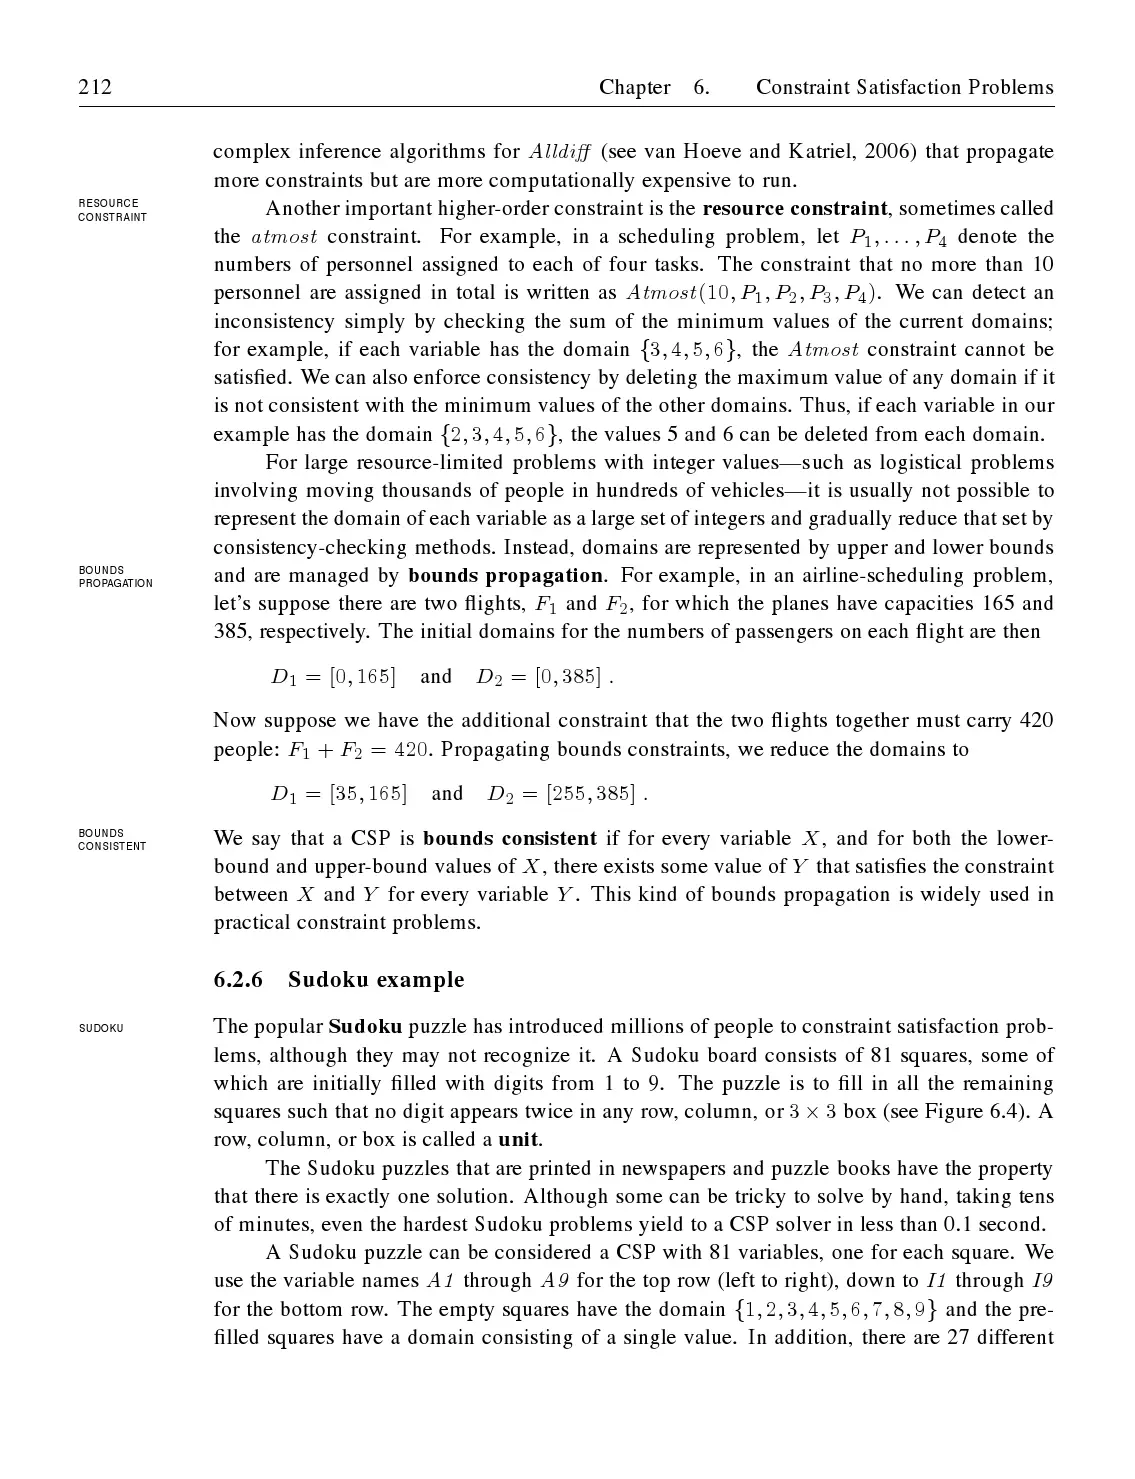 212 Chapter 6. Constraint Satisfaction Problems
complex inference algorithms for Alldiff (see van Hoeve and Katriel, 2006) that propagate
more constraints but are more computationally expensive to run.
RESOURCE
CONSTRAINT
Another important higher-order constraint is the resource constraint, sometimes called
the atmost constraint. For example, in a scheduling problem, let P₁, . . . , P₄ denote the
numbers of personnel assigned to each of four tasks. The constraint that no more than 10
personnel are assigned in total is written as Atmost(10, P₁, P₂, P₃, P₄). We can detect an
inconsistency simply by checking the sum of the minimum values of the current domains;
for example, if each variable has the domain {3, 4, 5, 6}, the Atmost constraint cannot be
satisfied. We can also enforce consistency by deleting the maximum value of any domain if it
is not consistent with the minimum values of the other domains. Thus, if each variable in our
example has the domain {2, 3, 4, 5, 6}, the values 5 and 6 can be deleted from each domain.
For large resource-limited problems with integer values—such as logistical problems
involving moving thousands of people in hundreds of vehicles—it is usually not possible to
represent the domain of each variable as a large set of integers and gradually reduce that set by
consistency-checking methods. Instead, domains are represented by upper and lower bounds
BOUNDS
PROPAGATION
and are managed by bounds propagation. For example, in an airline-scheduling problem,
let's suppose there are two flights, F₁ and F₂, for which the planes have capacities 165 and
385, respectively. The initial domains for the numbers of passengers on each flight are then
D₁ = [0, 165] and D₂ = [0, 385] .
Now suppose we have the additional constraint that the two flights together must carry 420
people: F₁ + F₂ = 420. Propagating bounds constraints, we reduce the domains to
D₁ = [35, 165] and D₂ = [255, 385] .
BOUNDS
CONSISTENT
We say that a CSP is bounds consistent if for every variable X, and for both the lower-
bound and upper-bound values of X, there exists some value of Y that satisfies the constraint
between X and Y for every variable Y. This kind of bounds propagation is widely used in
practical constraint problems.
6.2.6 Sudoku example
SUDOKU
The popular Sudoku puzzle has introduced millions of people to constraint satisfaction prob-
lems, although they may not recognize it. A Sudoku board consists of 81 squares, some of
which are initially filled with digits from 1 to 9. The puzzle is to fill in all the remaining
squares such that no digit appears twice in any row, column, or 3 × 3 box (see Figure 6.4). A
row, column, or box is called a unit.
The Sudoku puzzles that are printed in newspapers and puzzle books have the property
that there is exactly one solution. Although some can be tricky to solve by hand, taking tens
of minutes, even the hardest Sudoku problems yield to a CSP solver in less than 0.1 second.
A Sudoku puzzle can be considered a CSP with 81 variables, one for each square. We
use the variable names A1 through A9 for the top row (left to right), down to I1 through I9
for the bottom row. The empty squares have the domain {1, 2, 3, 4, 5, 6, 7, 8, 9} and the pre-
filled squares have a domain consisting of a single value. In addition, there are 27 different